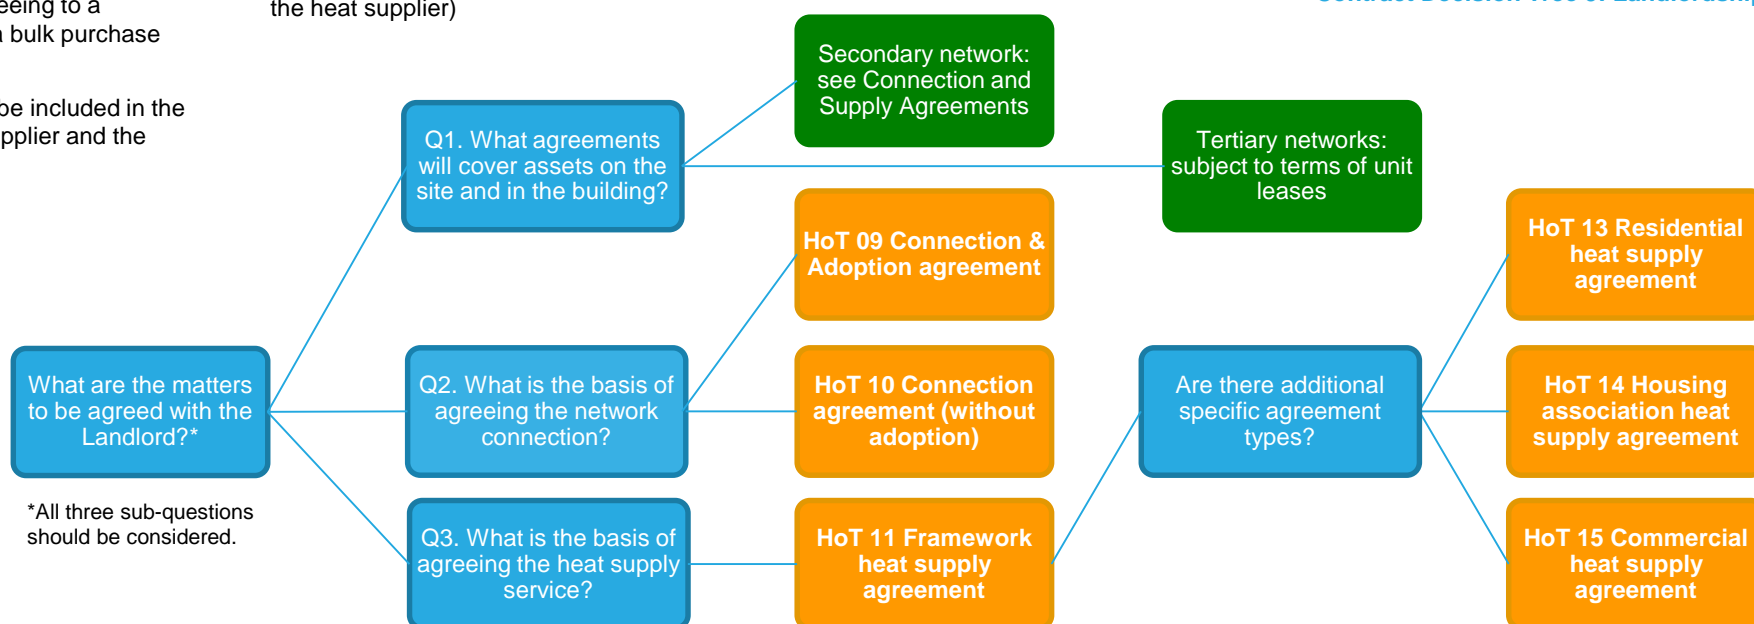 eeing to a
a bulk purchase
the heat supplier)
be included in the
pplier and the
Secondary network:
see Connection and
Supply Agreements
Q1. What agreements
will cover assets on the
site and in the building?
Tertiary networks:
subject to terms of unit
leases
HoT 09 Connection &
Adoption agreement
HoT 13 Residential
heat supply
agreement
What are the matters
to be agreed with the
Landlord?*
Q2. What is the basis of
agreeing the network
connection?
HoT 10 Connection
agreement (without
adoption)
Are there additional
specific agreement
types?
HoT 14 Housing
association heat
supply agreement
*All three sub-questions
should be considered.
Q3. What is the basis of
agreeing the heat supply
service?
HoT 11 Framework
heat supply
agreement
HoT 15 Commercial
heat supply
agreement